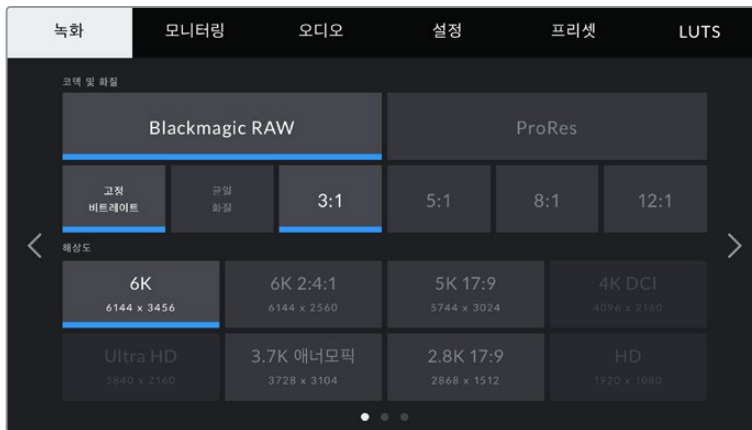 녹화 모니터링 오디오 설정 프리셋 LUTS
코덱 및 화질
Blackmagic RAW ProRes
고정 균일
비트레이트 화질 3:1 5:1 8:1 12:1
해상도
6K 6K 2:4:1 5K 17:9 4K DCI
6144 x 3456 6144 x 2560 5744 x 3024 4096 x 2160
Ultra HD 3.7K 애너모픽 2.8K 17:9 HD
3840 x 2160 3728 x 3104 2868 x 1512 1920 x 1080